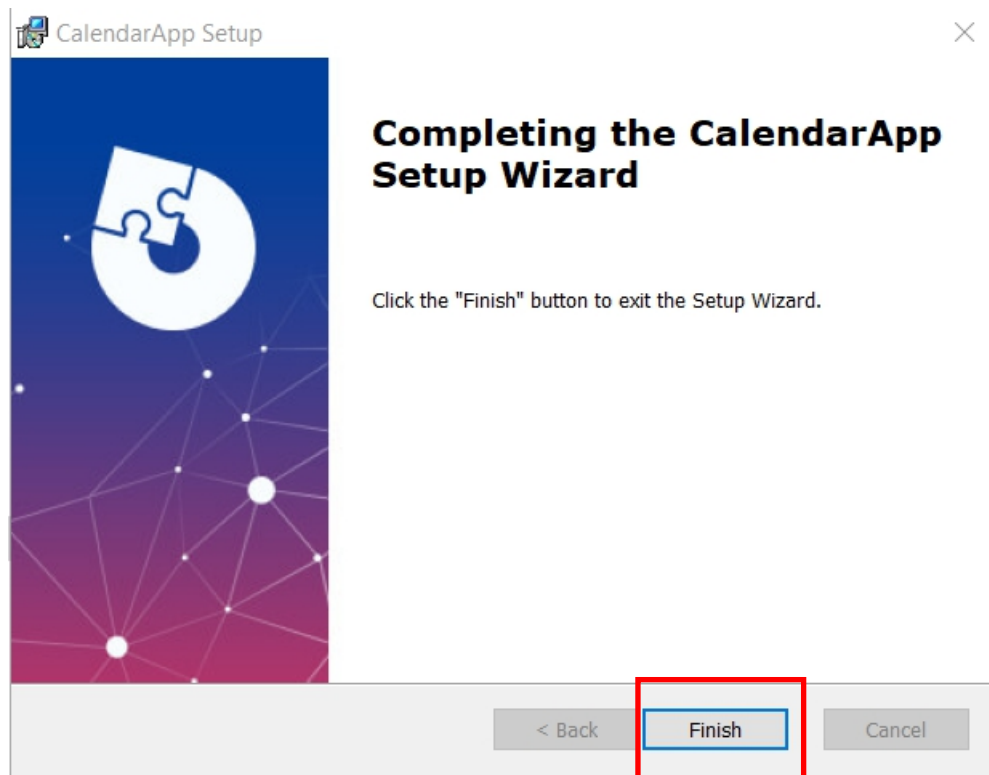 CalendarApp Setup
Completing the CalendarApp
Setup Wizard
Click the "Finish" button to exit the Setup Wizard.
< Back
Finish
Cancel